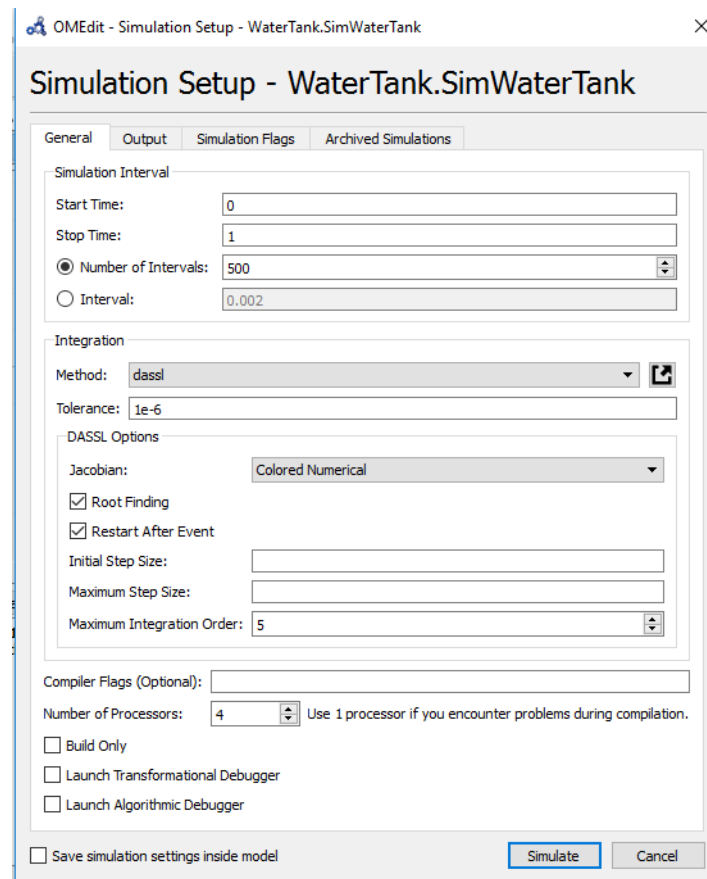 OMEdit - Simulation Setup - WaterTank.SimWaterTank
Simulation Setup - WaterTank.SimWaterTank
General Output Simulation Flags Archived Simulations
Simulation Interval
Start Time: 0
Stop Time: 1
Number of Intervals: 500
Interval: 0.002
Integration
Method: dassl
Tolerance: 1e-6
DASSL Options
Jacobian: Colored Numerical
Root Finding
Restart After Event
Initial Step Size:
Maximum Step Size:
Maximum Integration Order: 5
Compiler Flags (Optional):
Number of Processors: 4 Use 1 processor if you encounter problems during compilation.
Build Only
Launch Transformational Debugger
Launch Algorithmic Debugger
Save simulation settings inside model Simulate Cancel